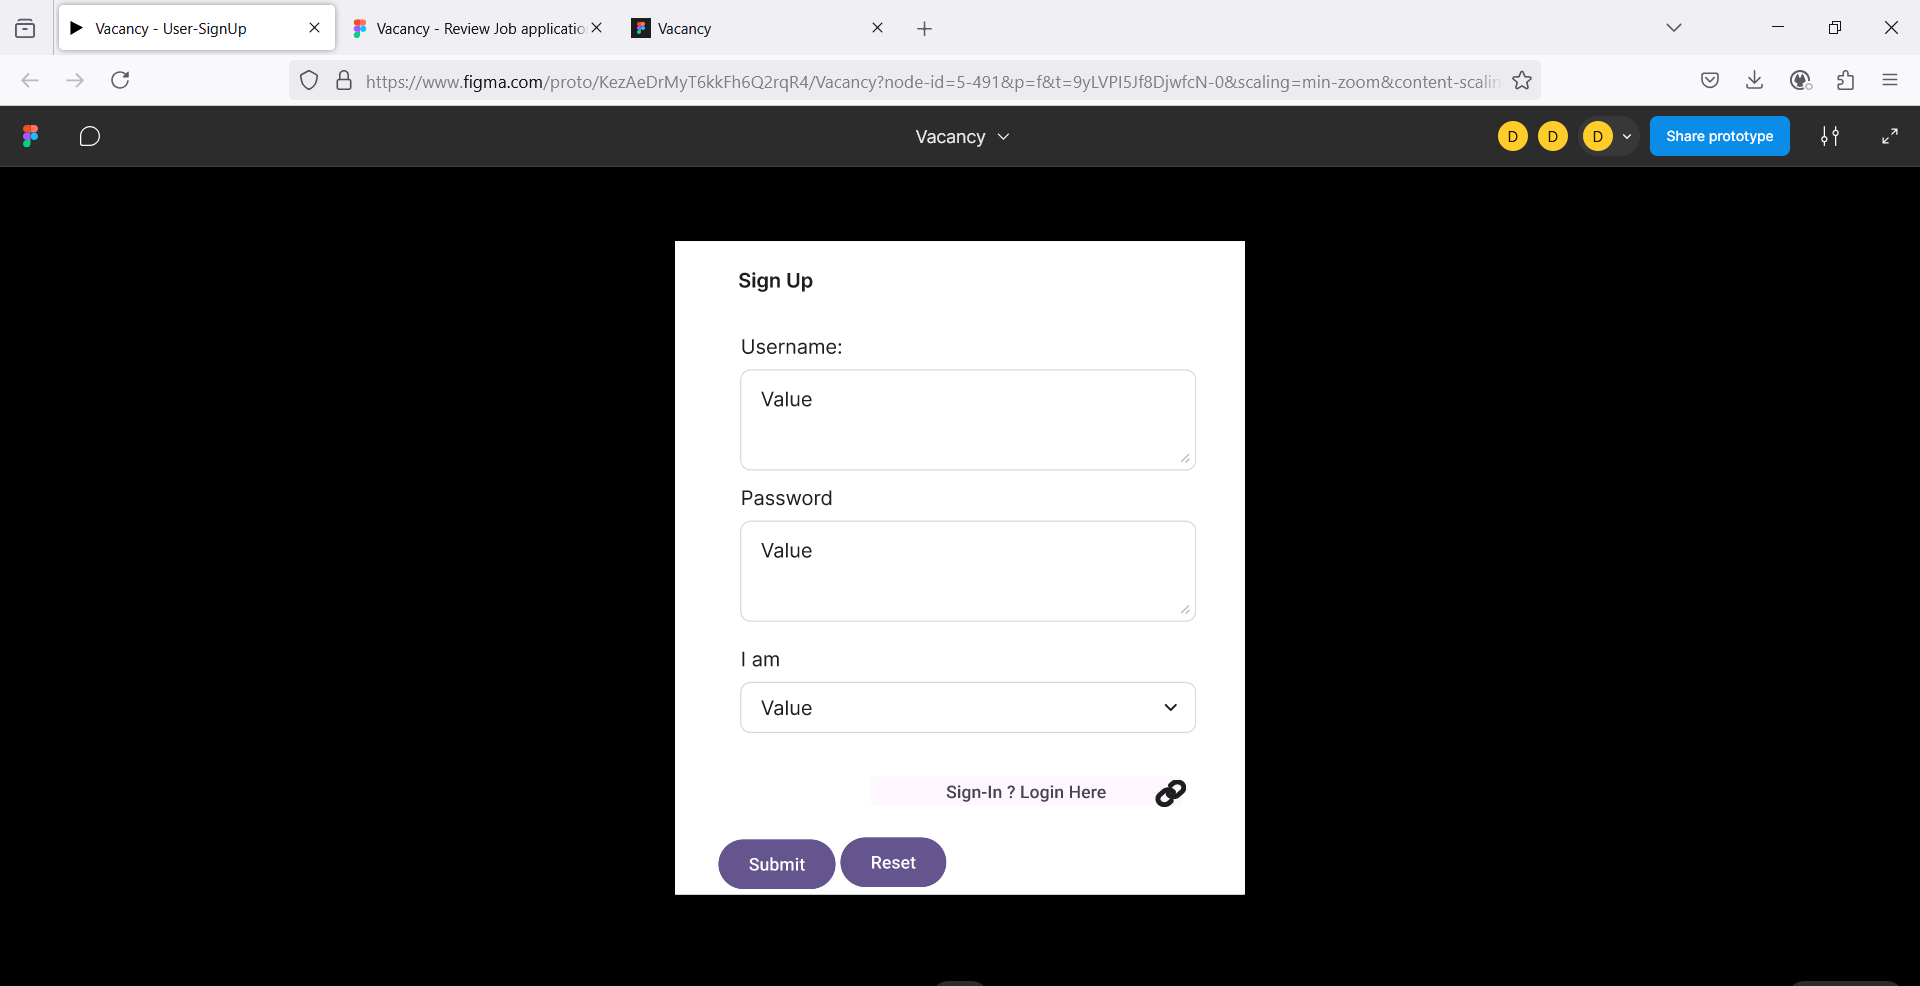 Vacancy - User-SignUp
Vacancy - Review Job applicatio
Vacancy
https://www.figma.com/proto/KezAeDrMyT6kkFh6Q2rqR4/Vacancy?node-id=5-491&p=f&t=9yLVPI5Jf8DjwfcN-0&scaling=min-zoom&content-scalin
Vacancy
D D D
Share prototype
Sign Up
Username:
Value
Password
Value
I am
Value
Sign-In ? Login Here
Submit
Reset